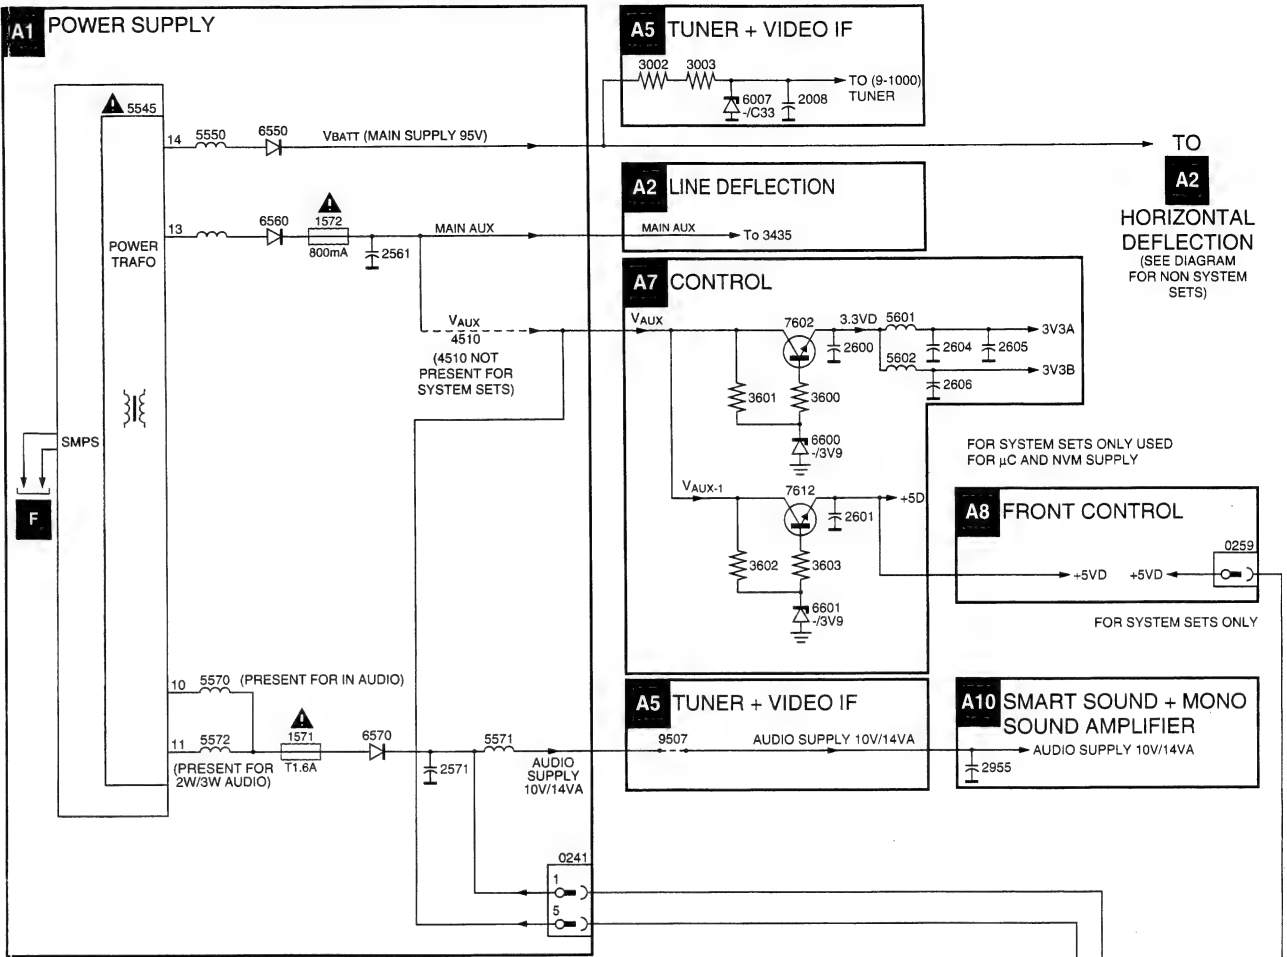 A1 POWER SUPPLY
5545
14
5550
6550
VBATT (MAIN SUPPLY 95V)
13
6560
1572
800mA
2561
MAIN AUX
POWER
TRAFO
VAUX
4510
(4510 NOT
PRESENT FOR
SYSTEM SETS)
SMPS
F
10
5570
(PRESENT FOR IN AUDIO)
11
5572
(PRESENT FOR
2W/3W AUDIO)
1571
T1.6A
6570
2571
5571
AUDIO
SUPPLY
10V/14VA
0241
1
5
A5 TUNER + VIDEO IF
3002
3003
6007
-/C33
2008
TO (9-1000)
TUNER
TO
A2
HORIZONTAL
DEFLECTION
(SEE DIAGRAM
FOR NON SYSTEM
SETS)
A2 LINE DEFLECTION
MAIN AUX
To 3435
A7 CONTROL
VAUX
7602
3.3VD
5601
2600
2604
2605
3V3A
5602
3V3B
2606
3601
3600
6600
-/3V9
VAUX-1
7612
+5D
2601
3602
3603
6601
-/3V9
FOR SYSTEM SETS ONLY USED
FOR µC AND NVM SUPPLY
A8 FRONT CONTROL
0259
+5VD
+5VD
FOR SYSTEM SETS ONLY
A5 TUNER + VIDEO IF
9507
AUDIO SUPPLY 10V/14VA
A10 SMART SOUND + MONO
SOUND AMPLIFIER
AUDIO SUPPLY 10V/14VA
2955